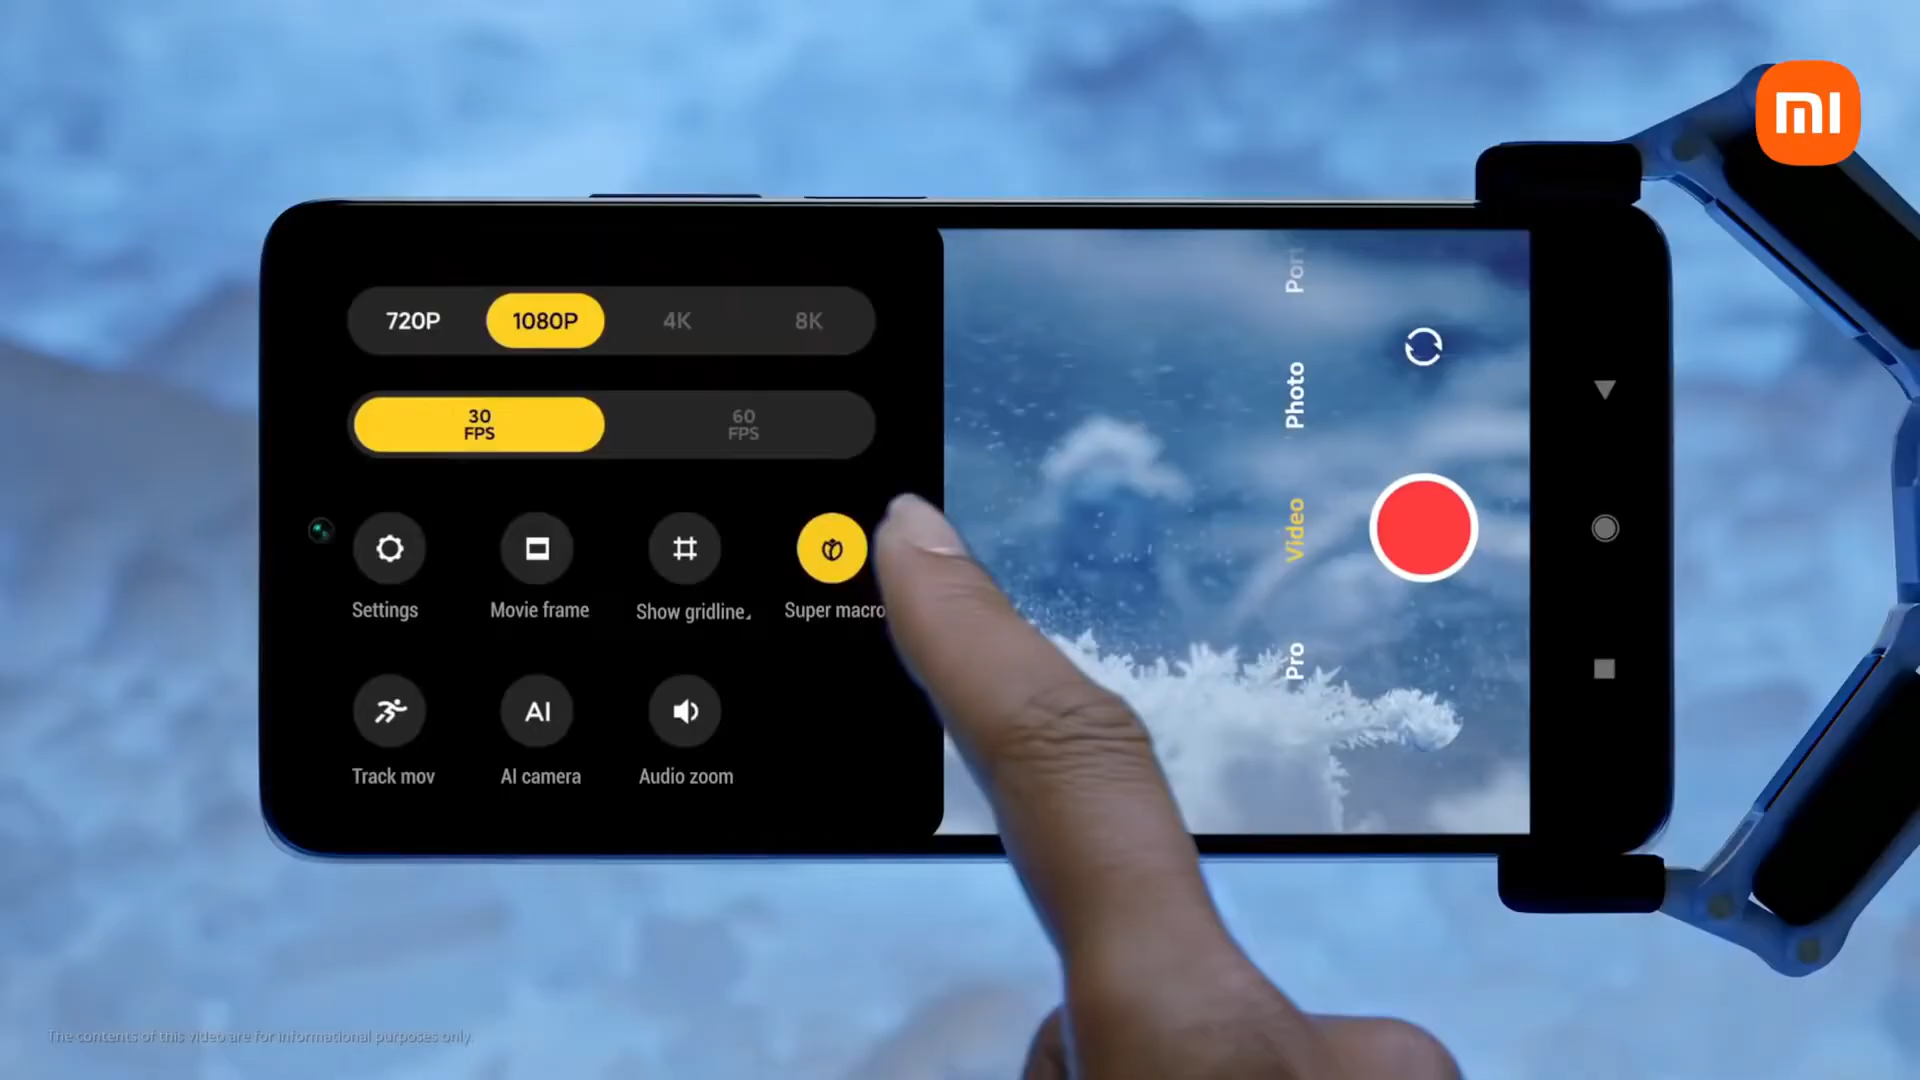 mi
720P 1080P 4K 8K
30 FPS
60 FPS
Settings
Movie frame
Show gridline
Super macro
Track mov
AI
AI camera
Audio zoom
Port
Photo
Video
Pro
The contents of this video are for informational purposes only.